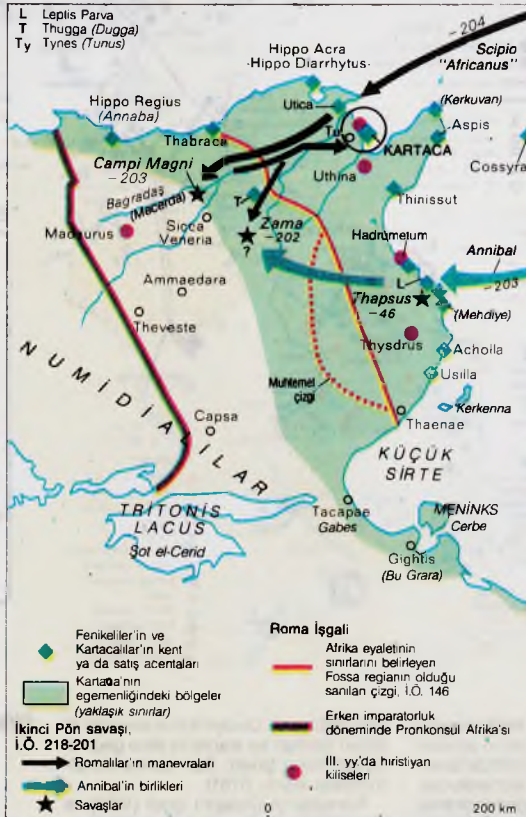 L Leptis Parva
T Thugga (Dugga)
Ty Tynes (Tunus)
-204
Scipio
"Africanus"
Hippo Acra
-Hippo Diarrhytus-
Utica
(Kerkuvan)
Hippo Regius
(Annaba)
Thabraca
Aspis
KARTACA
Campi Magni
-203
Uthina
Cossyra
Bagradas
(Macerda)
T
Thinissut
Sicca
Veneria
Zama
-202
?
Madaurus
Hadrumetum
Annibal
-203
L
Ammaedara
Thapsus
-46
(Mehdiye)
Theveste
Thysdrus
Acholla
Usilla
Muhtemel
çizgi
Kerkenna
NUMIDIALILAR
Capsa
Thaenae
KÜÇÜK
SİRTE
TRİTONİS
LACUS
Şot el-Cerid
Tacapae
Gabes
MENİNKS
Cerbe
Gightis
(Bu Grara)
Fenikeliler'in ve
Kartacalılar'ın kent
ya da satış acentaları
Kartaca'nın
egemenliğindeki bölgeler
(yaklaşık sınırlar)
İkinci Pön savaşı,
İ.Ö. 218-201
Romalılar'ın manevraları
Annibal'in birlikleri
Savaşlar
Roma İşgali
Afrika eyaletinin
sınırlarını belirleyen
Fossa regianın olduğu
sanılan çizgi, İ.Ö. 146
Erken imparatorluk
döneminde Pronkonsul Afrika'sı
III. yy'da hıristiyan
kiliseleri
0 200 km